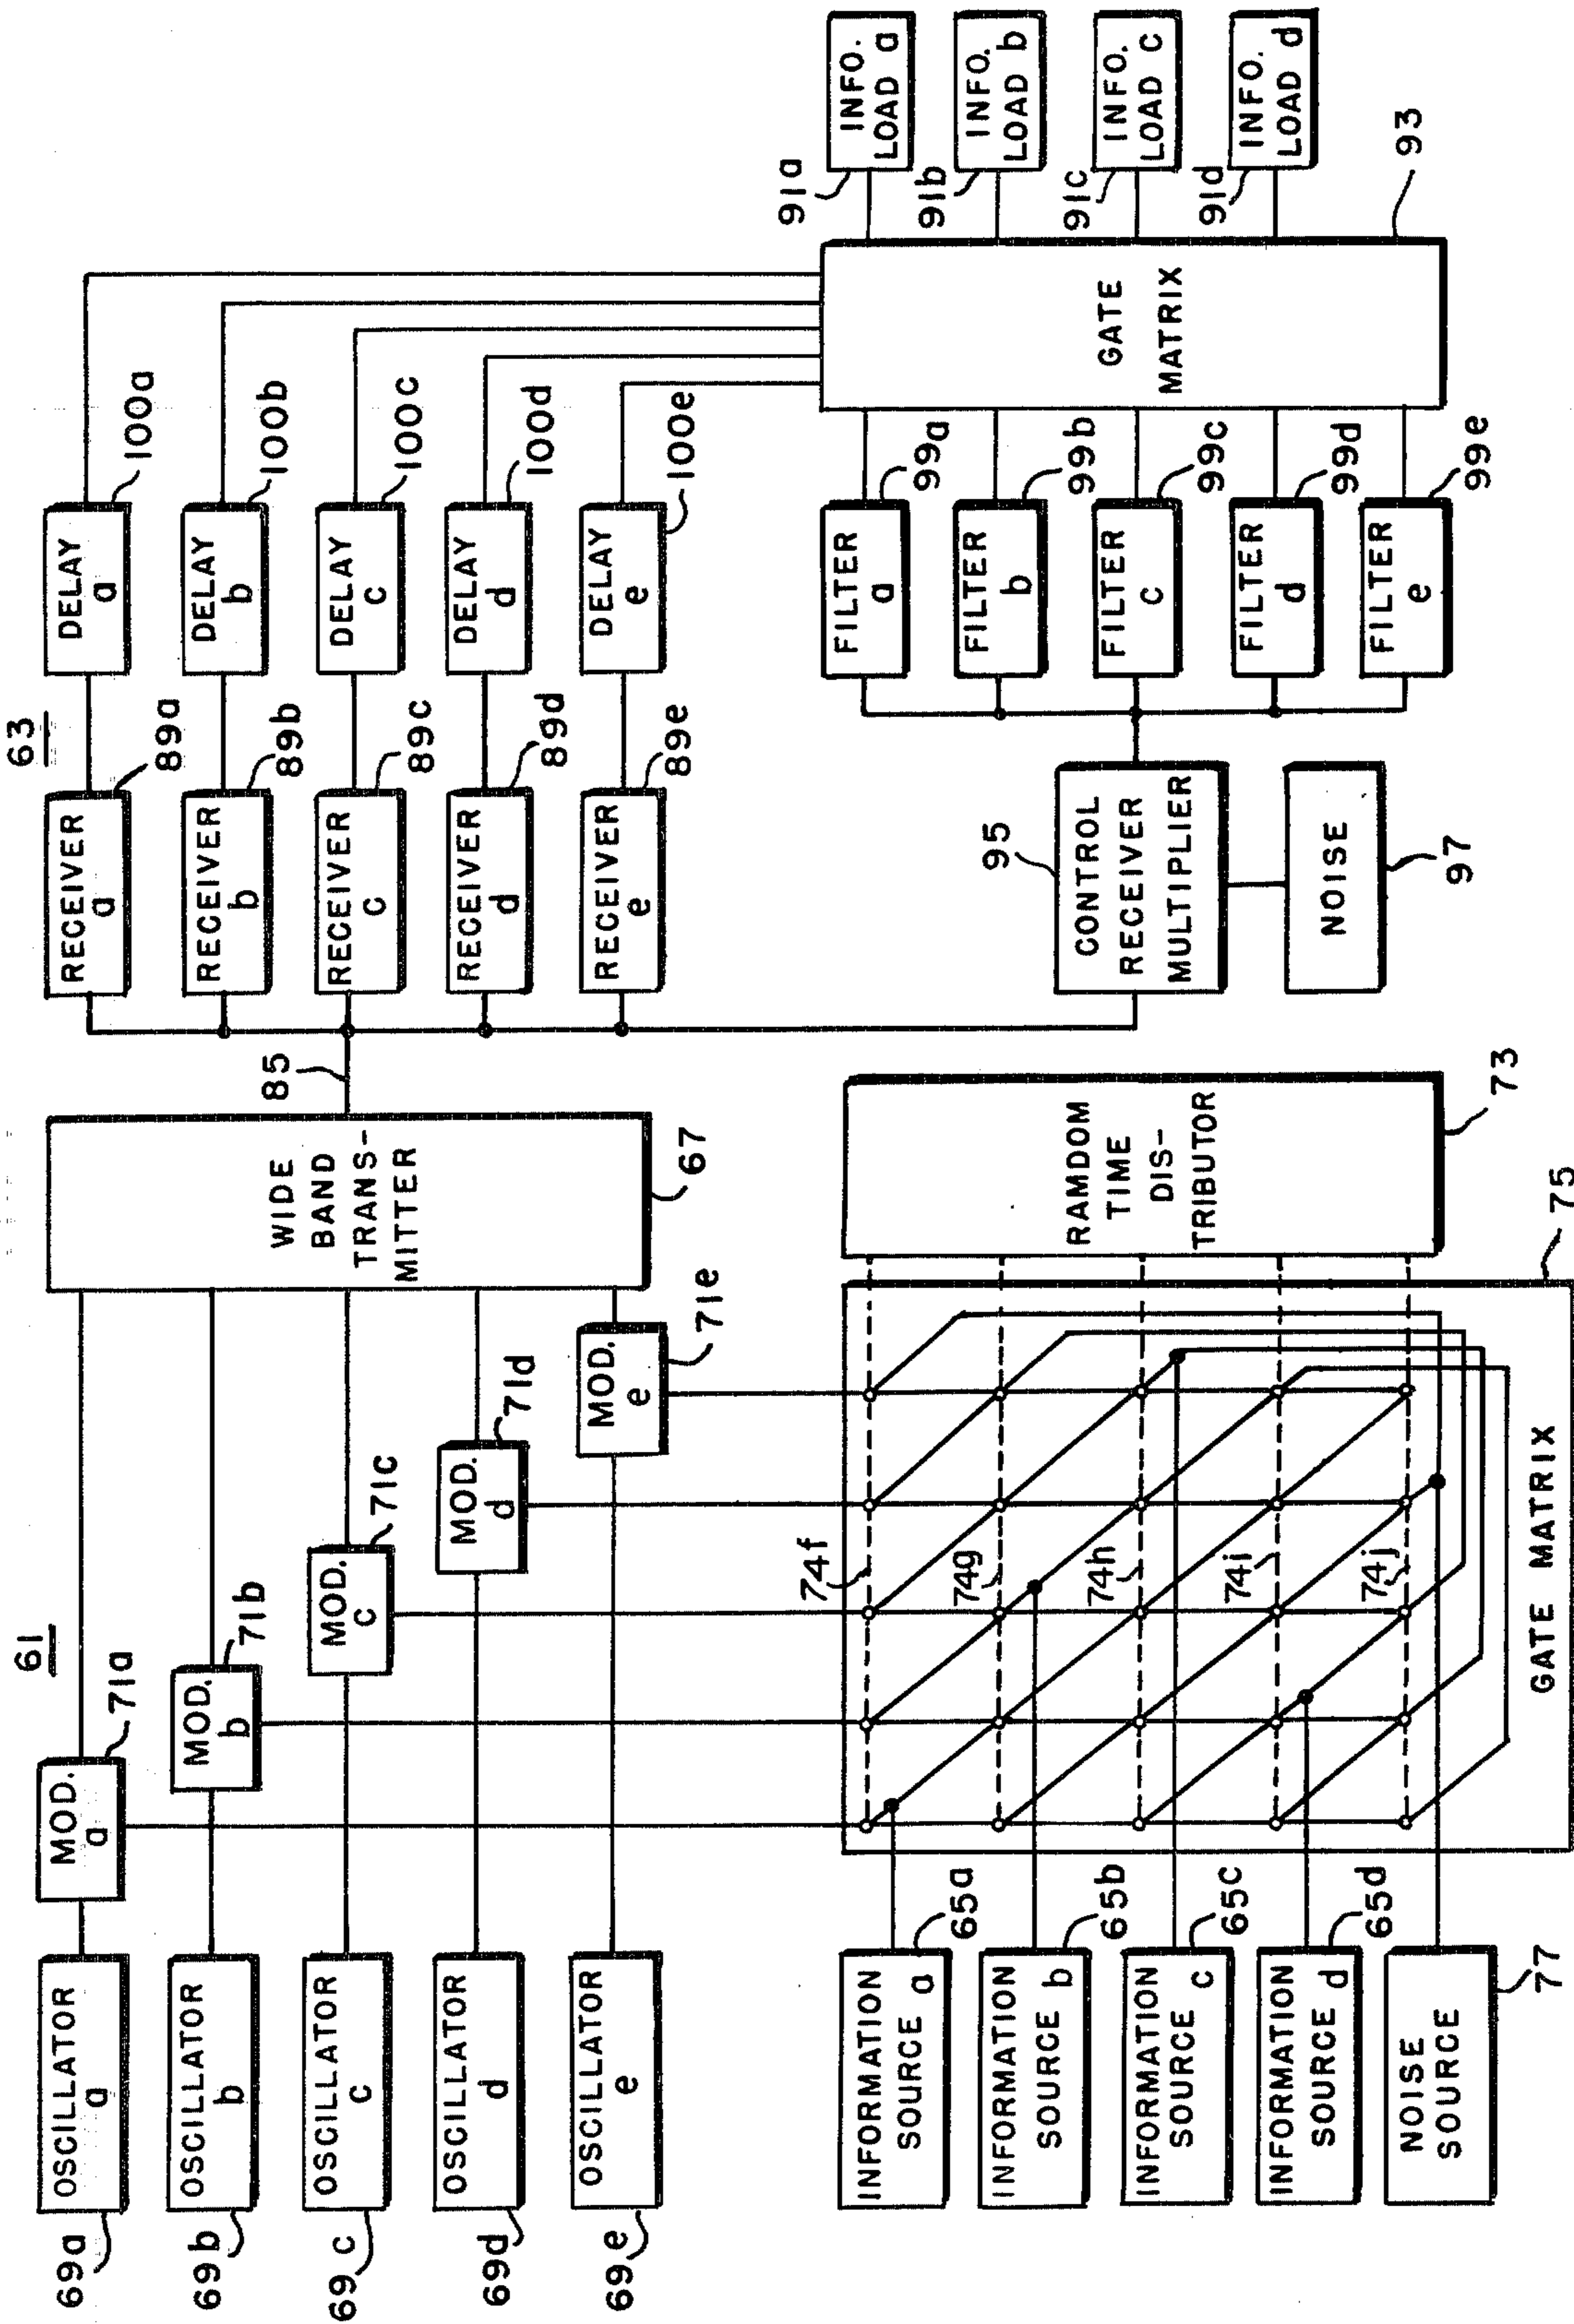 61
63
OSCILLATOR
a
69a
OSCILLATOR
b
69b
OSCILLATOR
c
69c
OSCILLATOR
d
69d
OSCILLATOR
e
69e
MOD.
a
71a
MOD.
b
71b
MOD.
c
71c
MOD.
d
71d
MOD.
e
71e
WIDE
BAND
TRANS-
MITTER
67
85
RECEIVER
a
89a
RECEIVER
b
89b
RECEIVER
c
89c
RECEIVER
d
89d
RECEIVER
e
89e
DELAY
a
100a
DELAY
b
100b
DELAY
c
100c
DELAY
d
100d
DELAY
e
100e
INFORMATION
SOURCE a
65a
INFORMATION
SOURCE b
65b
INFORMATION
SOURCE c
65c
INFORMATION
SOURCE d
65d
NOISE
SOURCE
77
74f
74g
74h
74i
74j
GATE MATRIX
75
RAMDOM
TIME
DIS-
TRIBUTOR
73
CONTROL
RECEIVER
MULTIPLIER
95
NOISE
97
FILTER
a
99a
FILTER
b
99b
FILTER
c
99c
FILTER
d
99d
FILTER
e
99e
GATE
MATRIX
93
INFO.
LOAD a
91a
INFO.
LOAD b
91b
INFO.
LOAD c
91c
INFO.
LOAD d
91d